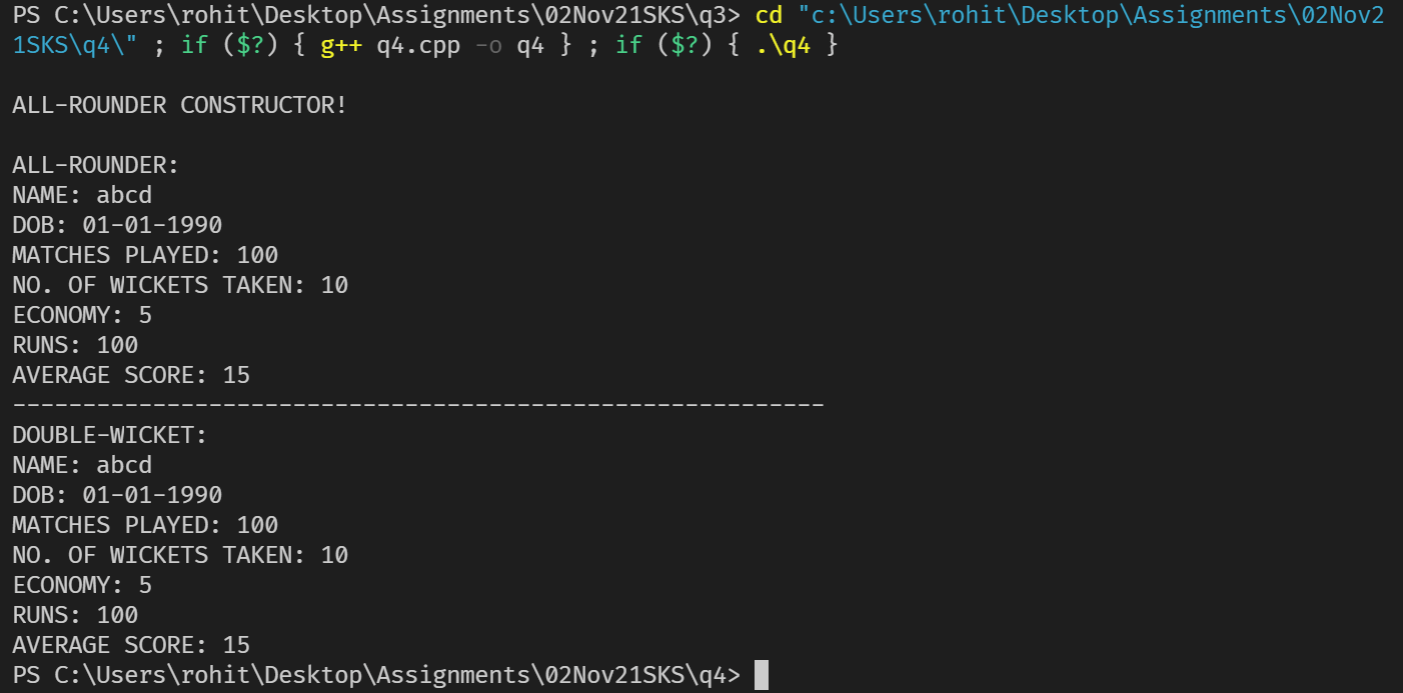 PS C:\Users\rohit\Desktop\Assignments\02Nov21SKS\q3> cd "c:\Users\rohit\Desktop\Assignments\02Nov2
1SKS\q4\" ; if ($?) { g++ q4.cpp -o q4 } ; if ($?) { .\q4 }
ALL-ROUNDER CONSTRUCTOR!
ALL-ROUNDER:
NAME: abcd
DOB: 01-01-1990
MATCHES PLAYED: 100
NO. OF WICKETS TAKEN: 10
ECONOMY: 5
RUNS: 100
AVERAGE SCORE: 15
----------------------------------------------------------
DOUBLE-WICKET:
NAME: abcd
DOB: 01-01-1990
MATCHES PLAYED: 100
NO. OF WICKETS TAKEN: 10
ECONOMY: 5
RUNS: 100
AVERAGE SCORE: 15
PS C:\Users\rohit\Desktop\Assignments\02Nov21SKS\q4>